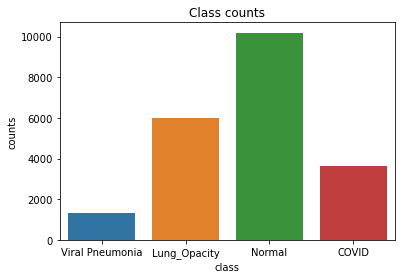 Class counts
counts
10000
8000
6000
4000
2000
0
Viral Pneumonia Lung_Opacity Normal COVID
class